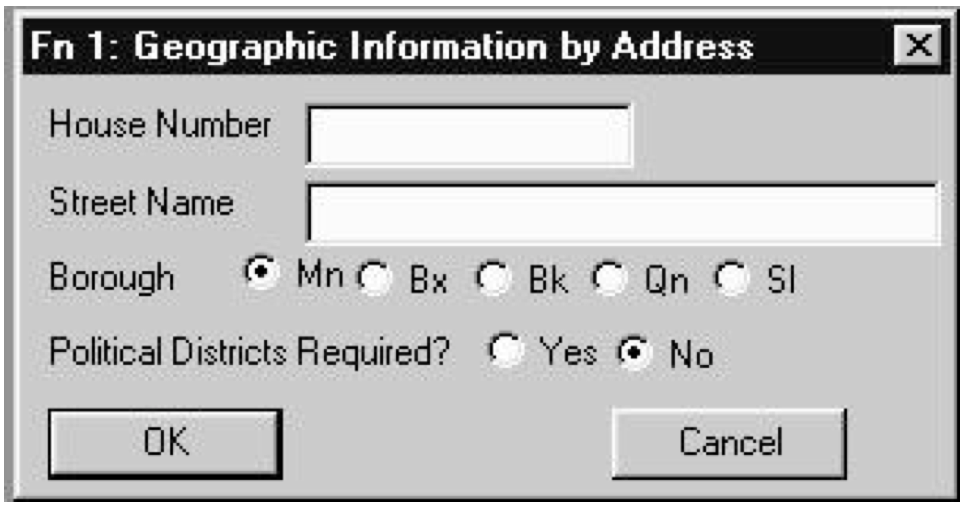 Fn 1: Geographic Information by Address
House Number
Street Name
Borough Mn Bx Bk Qn SI
Political Districts Required? Yes No
OK Cancel